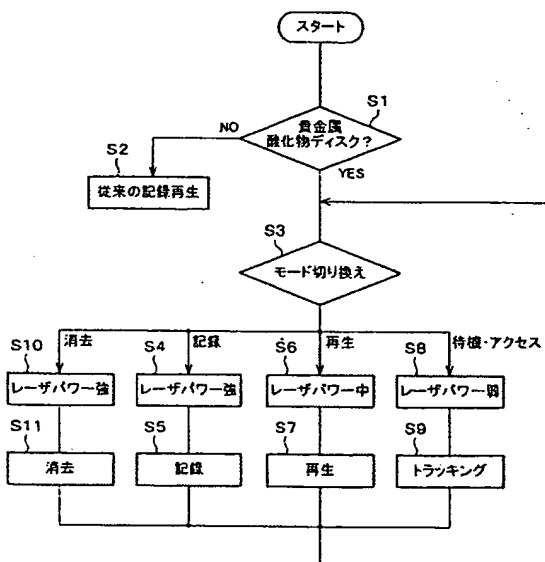 スタート
S1
貴金属
酸化物ディスク?
NO
YES
S2
従来の記録再生
S3
モード切り換え
消去
記録
再生
待機・アクセス
S10
S4
S6
S8
レーザパワー強
レーザパワー強
レーザパワー中
レーザパワー弱
S11
S5
S7
S9
消去
記録
再生
トラッキング